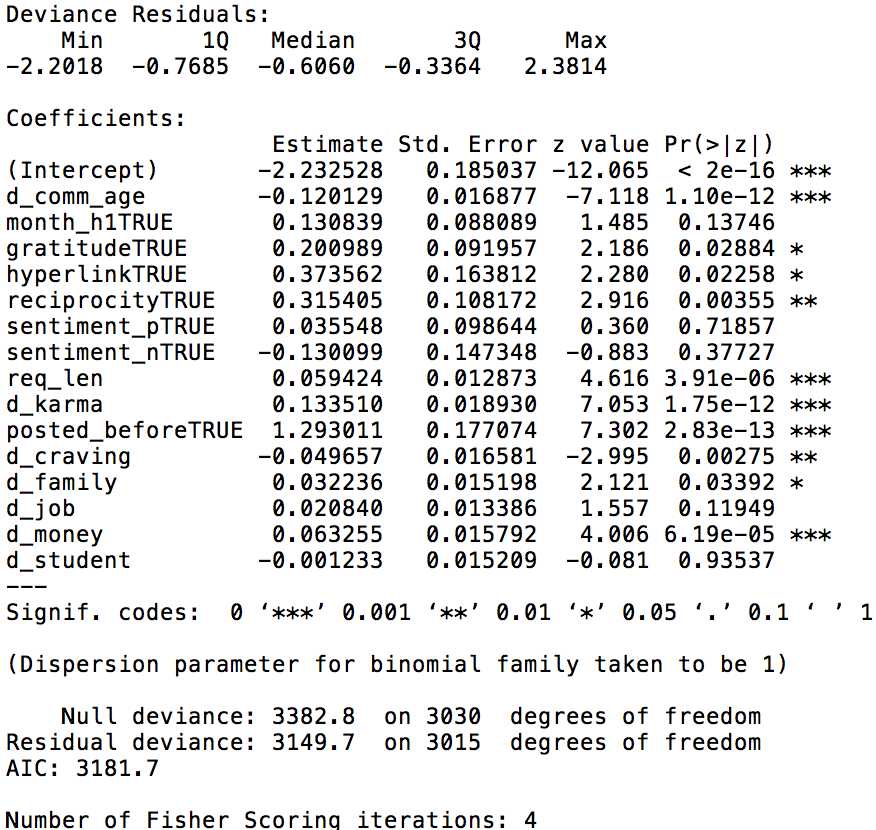 Deviance Residuals:
    Min       1Q   Median       3Q      Max
-2.2018  -0.7685  -0.6060  -0.3364   2.3814
Coefficients:
                   Estimate Std. Error z value Pr(>|z|)
(Intercept)       -2.232528   0.185037 -12.065  < 2e-16 ***
d_comm_age        -0.120129   0.016877  -7.118 1.10e-12 ***
month_h1TRUE       0.130839   0.088089   1.485  0.13746
gratitudeTRUE      0.200989   0.091957   2.186  0.02884 *
hyperlinkTRUE      0.373562   0.163812   2.280  0.02258 *
reciprocityTRUE    0.315405   0.108172   2.916  0.00355 **
sentiment_pTRUE    0.035548   0.098644   0.360  0.71857
sentiment_nTRUE   -0.130099   0.147348  -0.883  0.37727
req_len            0.059424   0.012873   4.616 3.91e-06 ***
d_karma            0.133510   0.018930   7.053 1.75e-12 ***
posted_beforeTRUE  1.293011   0.177074   7.302 2.83e-13 ***
d_craving         -0.049657   0.016581  -2.995  0.00275 **
d_family           0.032236   0.015198   2.121  0.03392 *
d_job              0.020840   0.013386   1.557  0.11949
d_money            0.063255   0.015792   4.006 6.19e-05 ***
d_student         -0.001233   0.015209  -0.081  0.93537
---
Signif. codes:  0 ‘***’ 0.001 ‘**’ 0.01 ‘*’ 0.05 ‘.’ 0.1 ‘ ’ 1
(Dispersion parameter for binomial family taken to be 1)
    Null deviance: 3382.8  on 3030  degrees of freedom
Residual deviance: 3149.7  on 3015  degrees of freedom
AIC: 3181.7
Number of Fisher Scoring iterations: 4